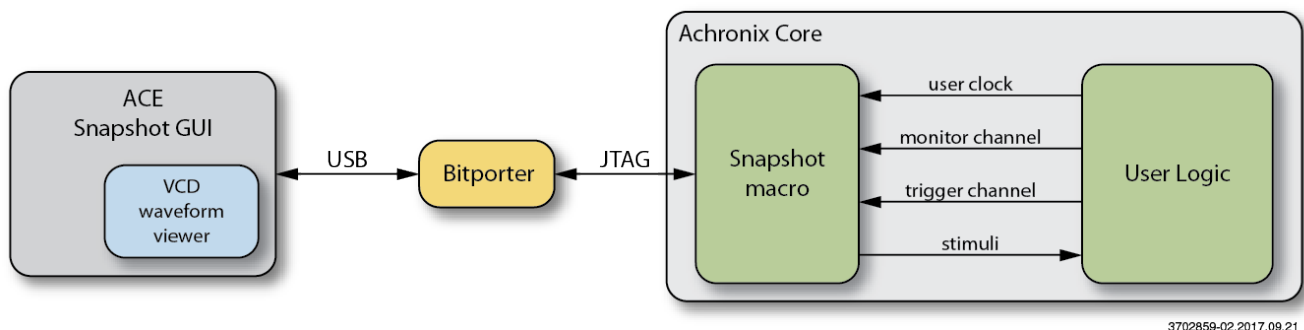 Achronix Core
ACE
Snapshot GUI
VCD
waveform
viewer
USB
Bitporter
JTAG
Snapshot
macro
user clock
monitor channel
trigger channel
stimuli
User Logic
3702859-02.2017.09.21